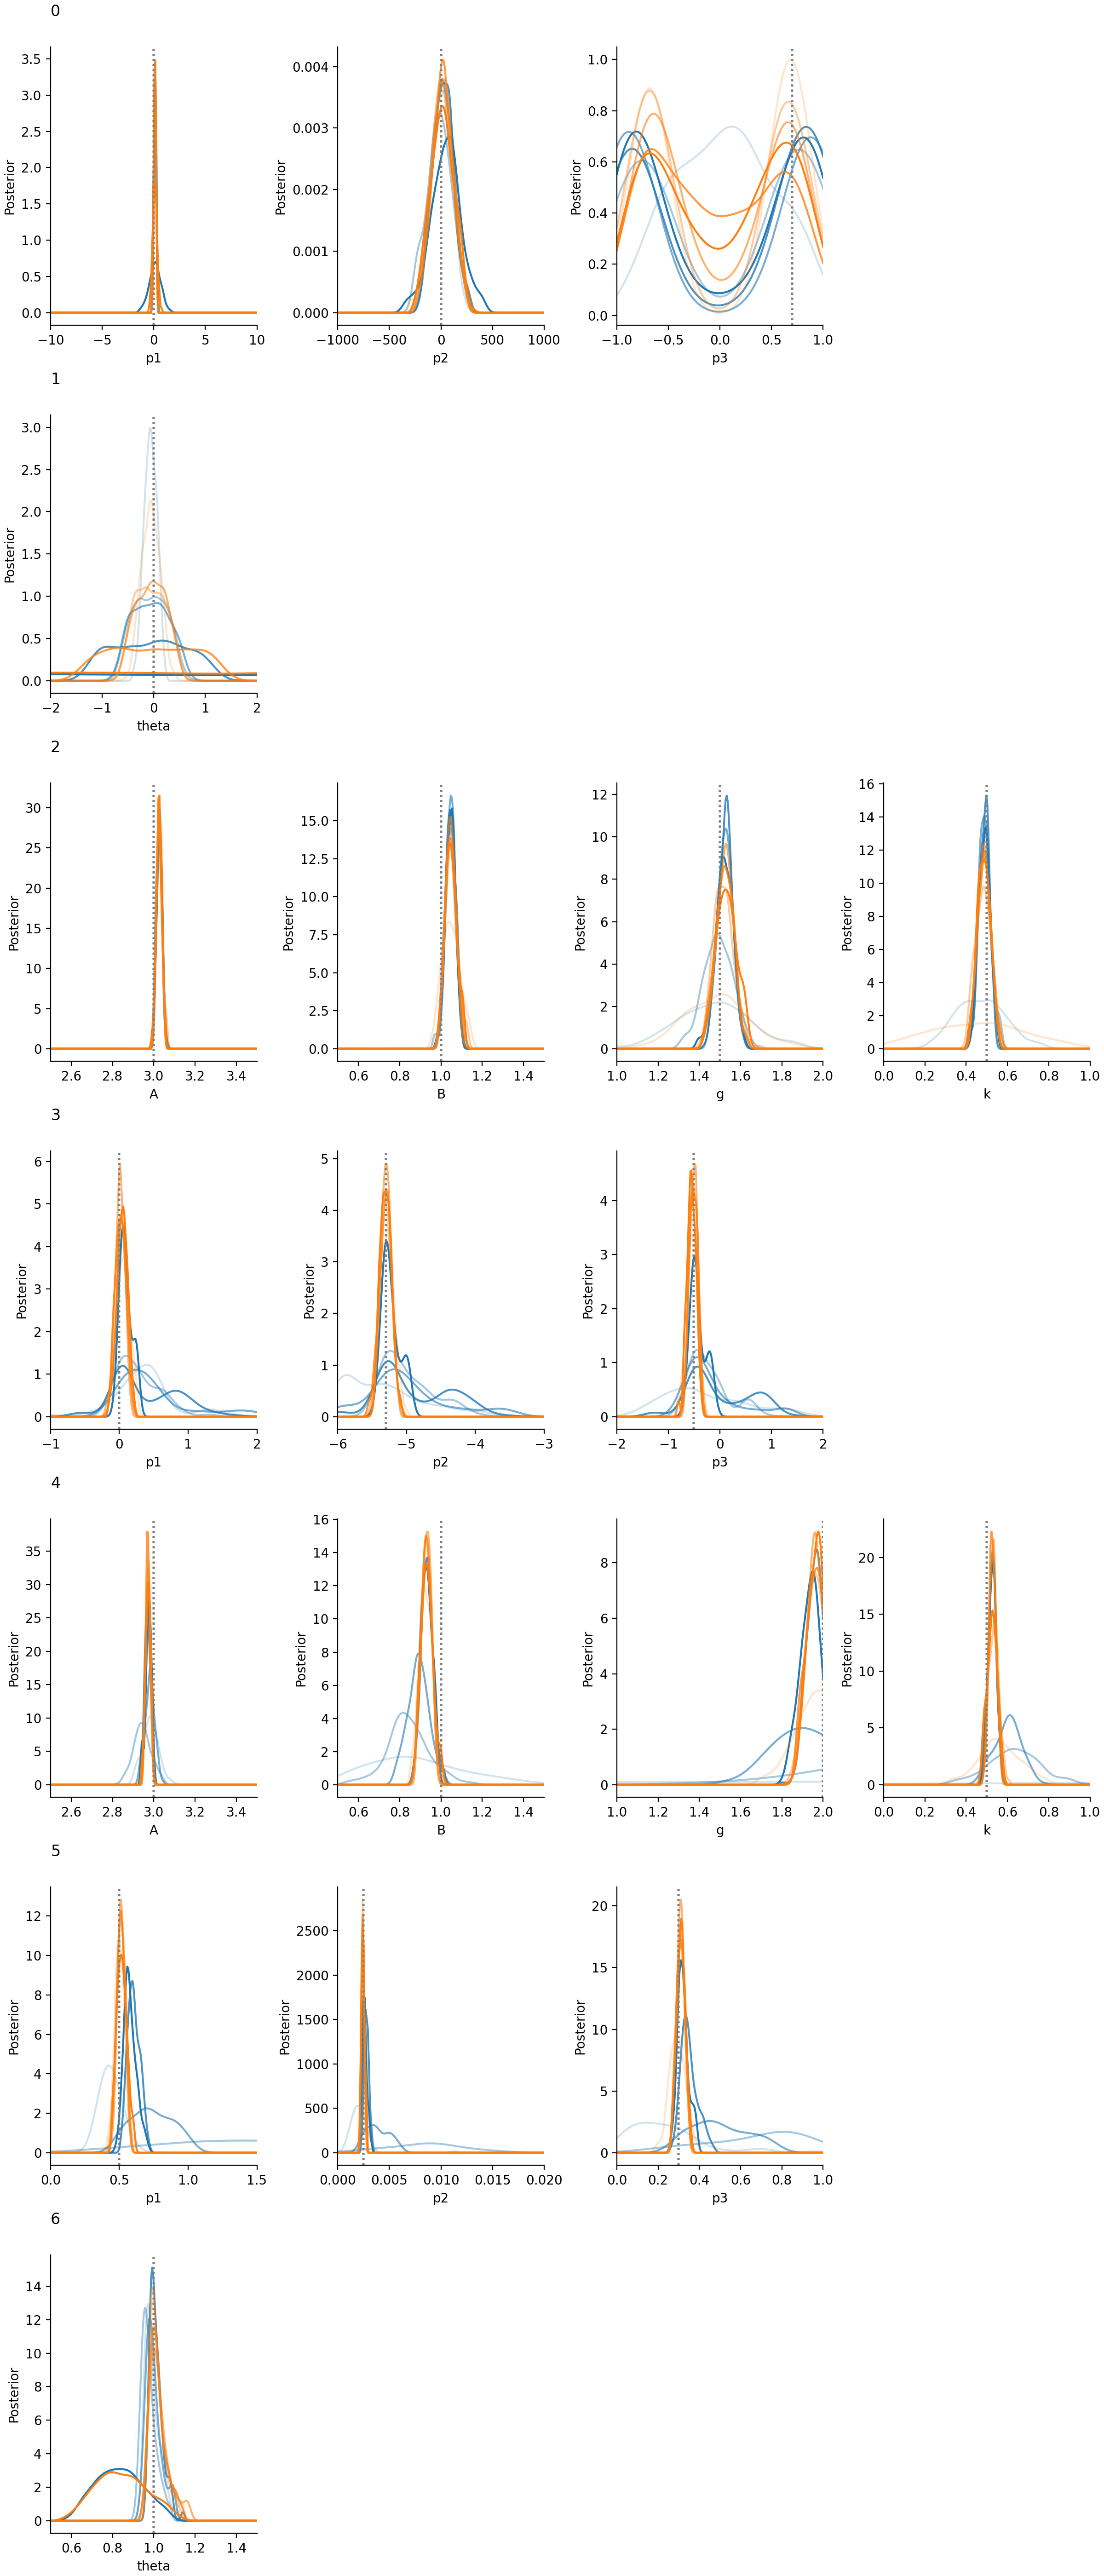 0
3.5 3.0 2.5 2.0 1.5 1.0 0.5 0.0
Posterior
−10 −5 0 5 10
p1
0.004 0.003 0.002 0.001 0.000
Posterior
−1000 −500 0 500 1000
p2
1.0 0.8 0.6 0.4 0.2 0.0
Posterior
−1.0 −0.5 0.0 0.5 1.0
p3
1
3.0 2.5 2.0 1.5 1.0 0.5 0.0
Posterior
−2 −1 0 1 2
theta
2
30 25 20 15 10 5 0
Posterior
2.6 2.8 3.0 3.2 3.4
A
15.0 12.5 10.0 7.5 5.0 2.5 0.0
Posterior
0.6 0.8 1.0 1.2 1.4
B
12 10 8 6 4 2 0
Posterior
1.0 1.2 1.4 1.6 1.8 2.0
g
16 14 12 10 8 6 4 2 0
Posterior
0.0 0.2 0.4 0.6 0.8 1.0
k
3
6 5 4 3 2 1 0
Posterior
−1 0 1 2
p1
5 4 3 2 1 0
Posterior
−6 −5 −4 −3
p2
4 3 2 1 0
Posterior
−2 −1 0 1 2
p3
4
35 30 25 20 15 10 5 0
Posterior
2.6 2.8 3.0 3.2 3.4
A
16 14 12 10 8 6 4 2 0
Posterior
0.6 0.8 1.0 1.2 1.4
B
8 6 4 2 0
Posterior
1.0 1.2 1.4 1.6 1.8 2.0
g
20 15 10 5 0
Posterior
0.0 0.2 0.4 0.6 0.8 1.0
k
5
12 10 8 6 4 2 0
Posterior
0.0 0.5 1.0 1.5
p1
2500 2000 1500 1000 500 0
Posterior
0.000 0.005 0.010 0.015 0.020
p2
20 15 10 5 0
Posterior
0.0 0.2 0.4 0.6 0.8 1.0
p3
6
14 12 10 8 6 4 2 0
Posterior
0.6 0.8 1.0 1.2 1.4
theta